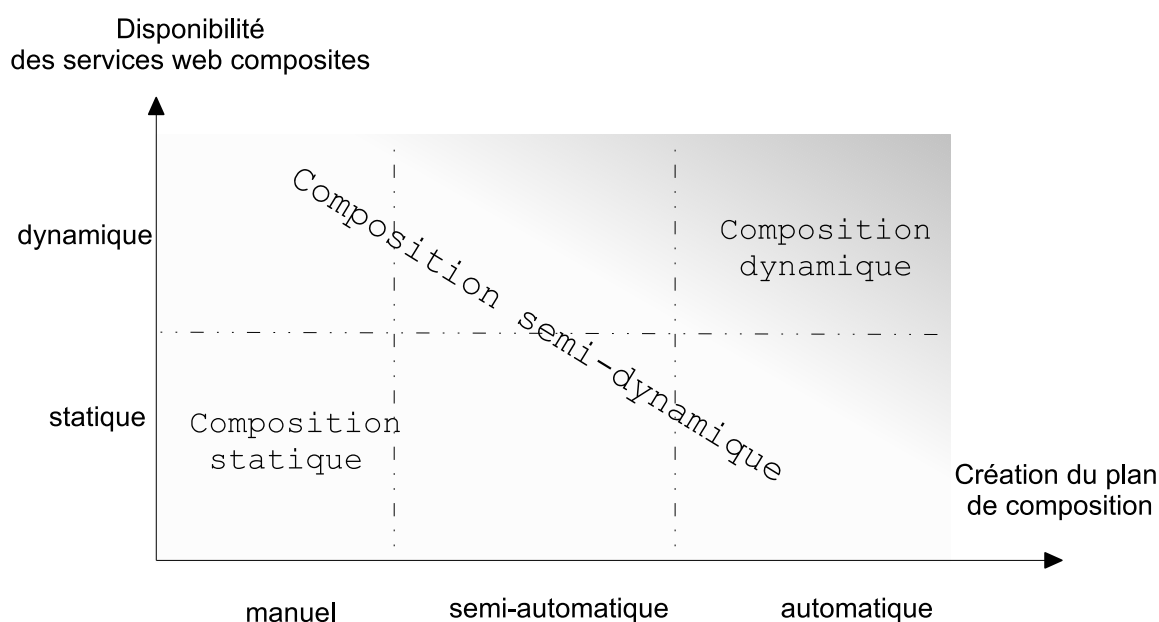 Disponibilité
des services web composites
dynamique
Composition semi-dynamique
Composition
dynamique
statique
Composition
statique
Création du plan
de composition
manuel
semi-automatique
automatique